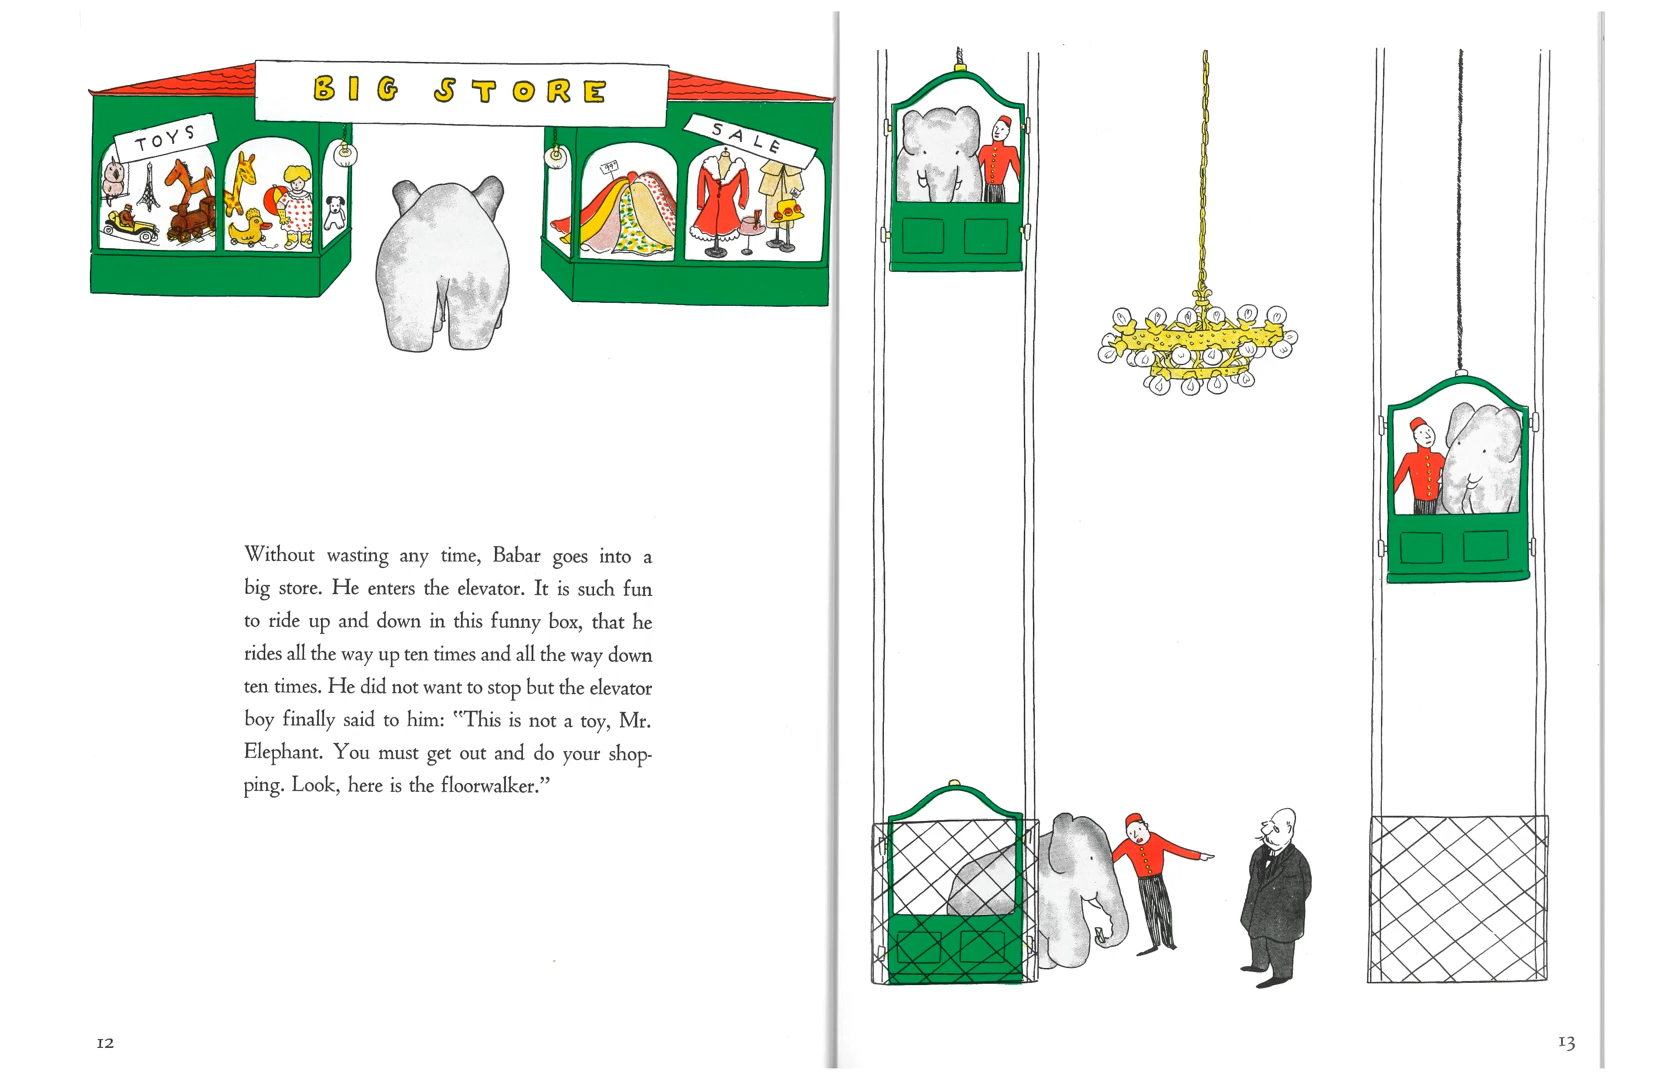 BIG STORE
TOYS
SALE
Without wasting any time, Babar goes into a
big store. He enters the elevator. It is such fun
to ride up and down in this funny box, that he
rides all the way up ten times and all the way down
ten times. He did not want to stop but the elevator
boy finally said to him: “This is not a toy, Mr.
Elephant. You must get out and do your shop-
ping. Look, here is the floorwalker.”
12
13